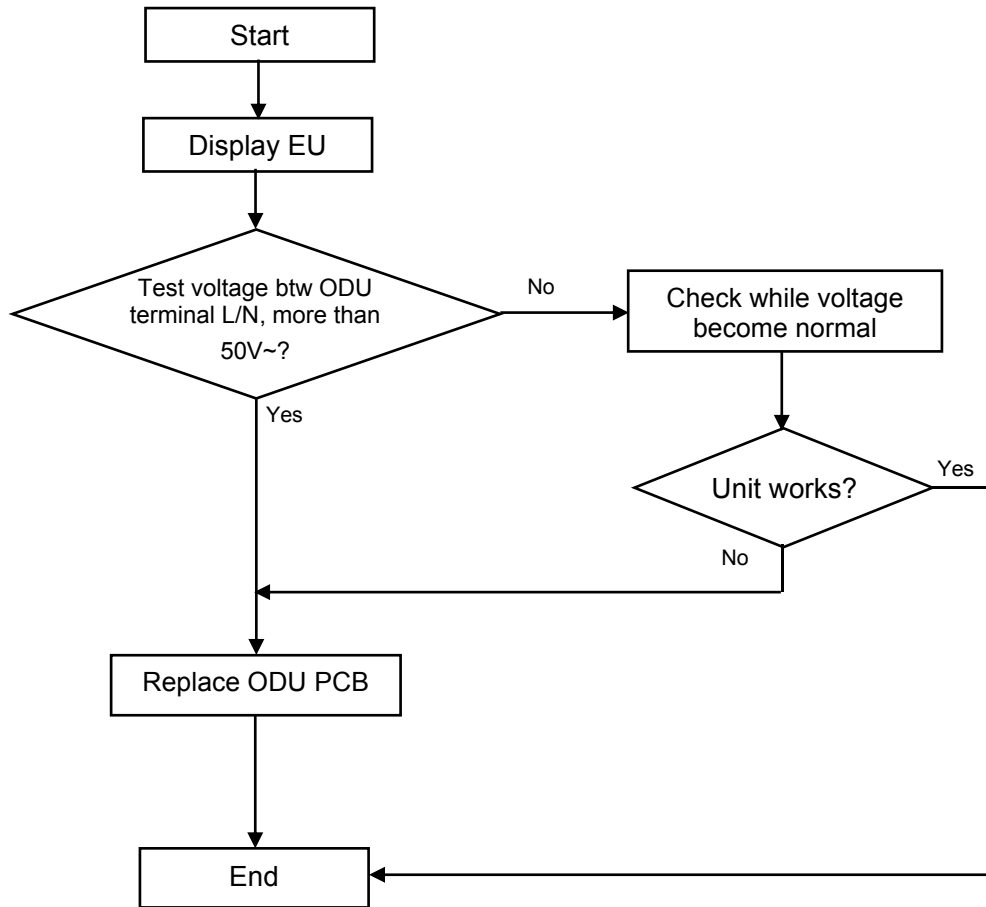 Start
Display EU
Test voltage btw ODU
terminal L/N, more than
50V~?
No
Check while voltage
become normal
Yes
Unit works?
Yes
No
Replace ODU PCB
End